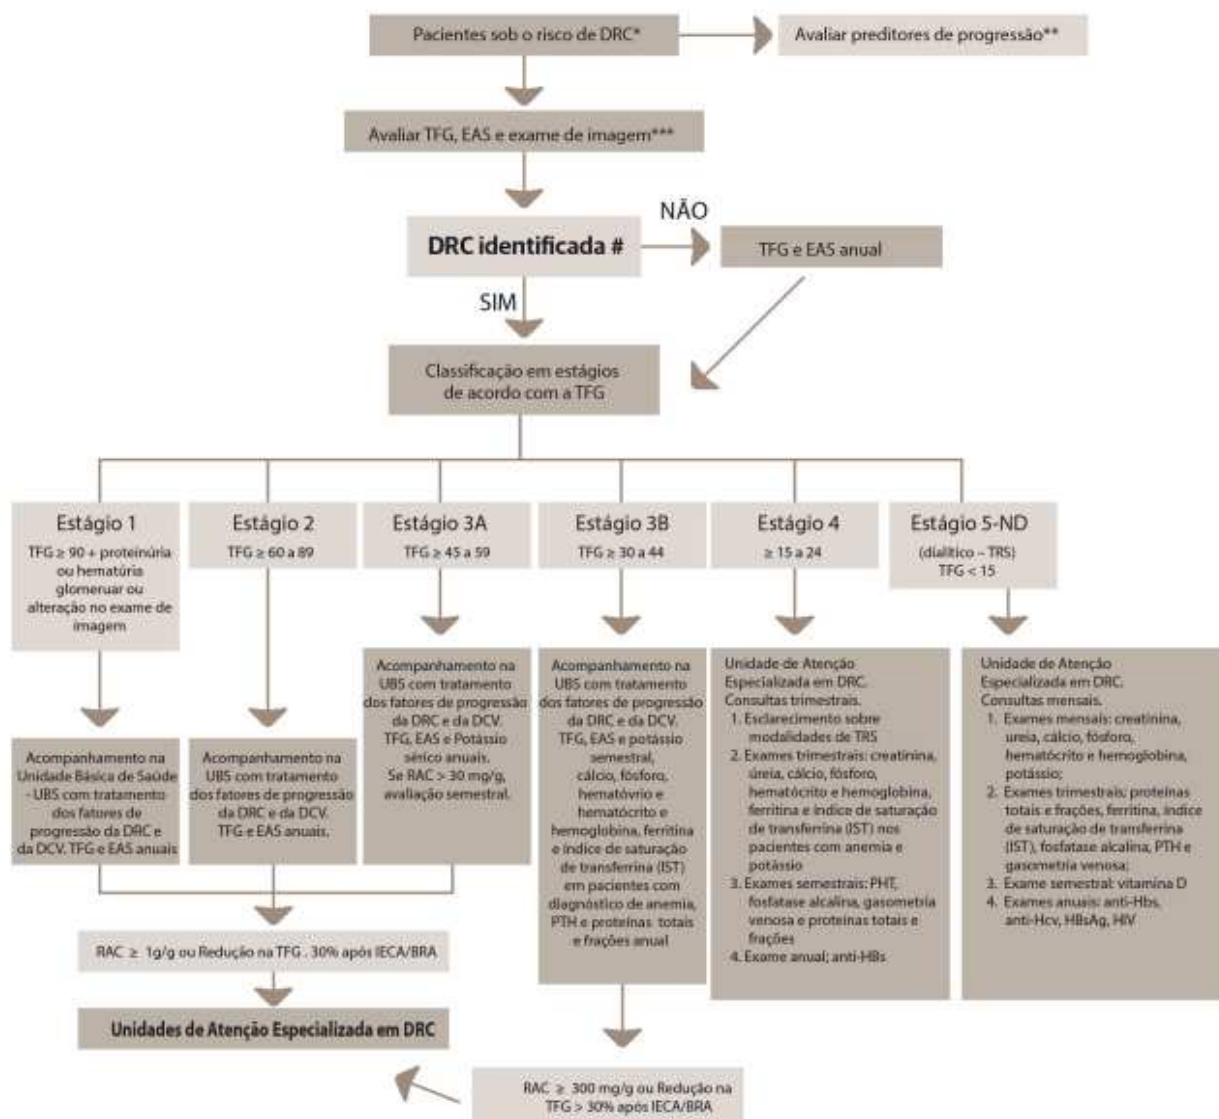 Pacientes sob o risco de DRC*
Avaliar preditores de progressão**
Avaliar TFG, EAS e exame de imagem***
DRC identificada #
NÃO
TFG e EAS anual
SIM
Classificação em estágios
de acordo com a TFG
Estágio 1
TFG ≥ 90 + proteinúria
ou hematúria
glomeruar ou
alteração no exame de
imagem
Estágio 2
TFG ≥ 60 a 89
Estágio 3A
TFG ≥ 45 a 59
Estágio 3B
TFG ≥ 30 a 44
Estágio 4
≥ 15 a 24
Estágio 5-ND
(dialítico – TRS)
TFG < 15
Acompanhamento na
Unidade Básica de Saúde
- UBS com tratamento
dos fatores de
progressão da DRC e
da DCV. TFG e EAS anuais
Acompanhamento na
UBS com tratamento
dos fatores de progressão
da DRC e da DCV.
TFG e EAS anuais.
Acompanhamento na
UBS com tratamento
dos fatores de progressão
da DRC e da DCV.
TFG, EAS e Potássio
sérico anuais.
Se RAC > 30 mg/g,
avaliação semestral.
Acompanhamento na
UBS com tratamento
dos fatores de progressão
da DRC e da DCV.
TFG, EAS e potássio
semestral,
cálcio, fósforo,
hematóvrio e
hematócrito e
hemoglobina, ferritina
e índice de saturação
de transferrina (IST)
em pacientes com
diagnóstico de anemia,
PTH e proteínas totais
e frações anual
Unidade de Atenção
Especializada em DRC.
Consultas trimestrais.
1. Esclarecimento sobre
modalidades de TRS
2. Exames trimestrais: creatinina,
úreia, cálcio, fósforo,
hematócrito e hemoglobina,
ferritina e índice de saturação
de transferrina (IST) nos
pacientes com anemia e
potássio
3. Exames semestrais: PHT,
fosfatase alcalina, gasometria
venosa e proteínas totais e
frações
4. Exame anual; anti-HBs
Unidade de Atenção
Especializada em DRC.
Consultas mensais.
1. Exames mensais: creatinina,
ureia, cálcio, fósforo,
hematócrito e hemoglobina,
potássio;
2. Exames trimestrais; proteínas
totais e frações, ferritina, índice
de saturação de transferrina
(IST), fosfatase alcalina, PTH e
gasometria venosa;
3. Exame semestral: vitamina D
4. Exames anuais: anti-Hbs,
anti-Hcv, HBsAg, HIV
RAC ≥ 1g/g ou Redução na TFG . 30% após IECA/BRA
Unidades de Atenção Especializada em DRC
RAC ≥ 300 mg/g ou Redução na
TFG > 30% após IECA/BRA